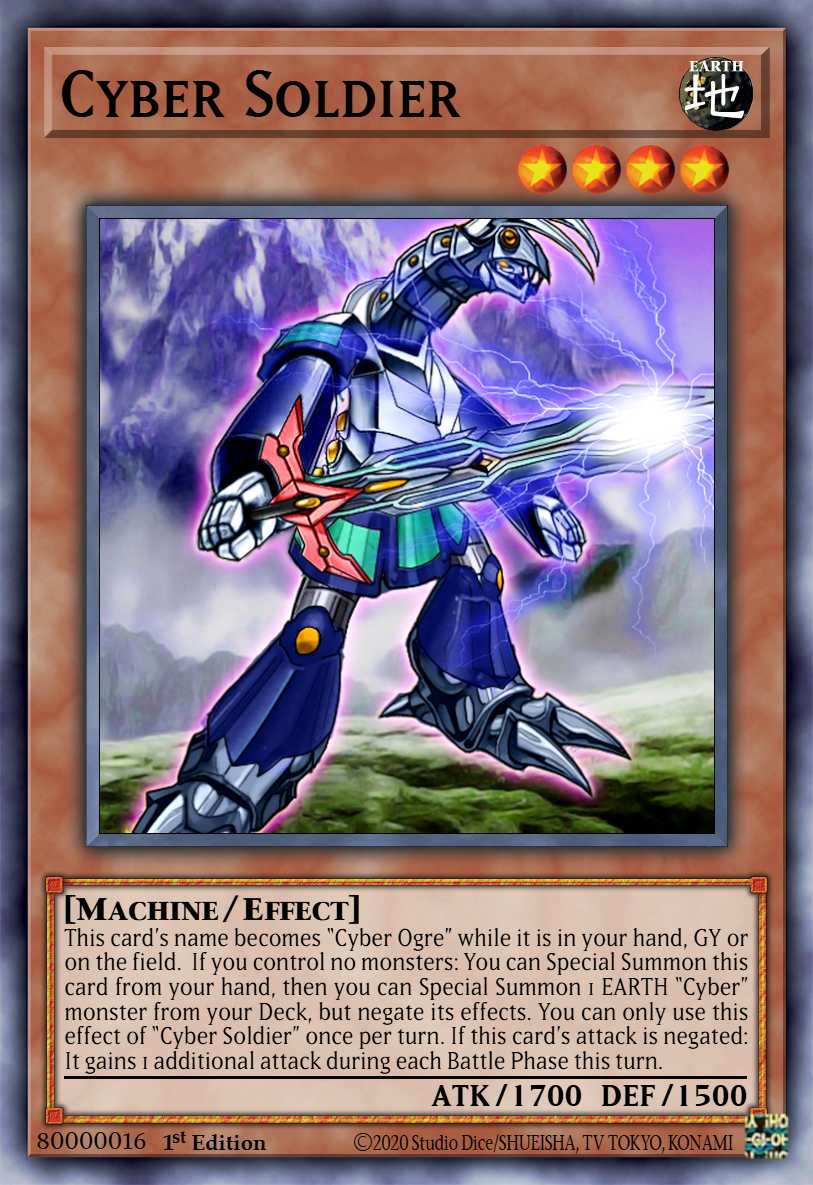 Cyber Soldier
EARTH
地
[Machine/Effect]
This card's name becomes "Cyber Ogre" while it is in your hand, GY or
on the field. If you control no monsters: You can Special Summon this
card from your hand, then you can Special Summon 1 EARTH "Cyber"
monster from your Deck, but negate its effects. You can only use this
effect of "Cyber Soldier" once per turn. If this card's attack is negated:
It gains 1 additional attack during each Battle Phase this turn.
ATK/1700 DEF/1500
80000016 1st Edition ©2020 Studio Dice/SHUEISHA, TV TOKYO, KONAMI